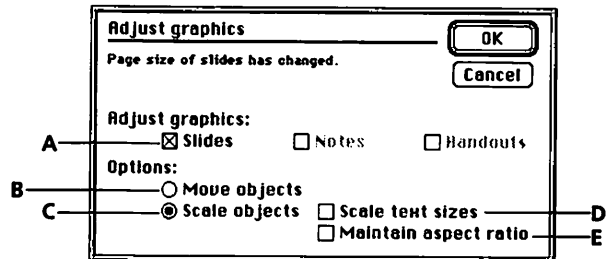 Adjust graphics
OK
Page size of slides has changed.
Cancel
Adjust graphics:
A Slides Notes Handouts
Options:
B Move objects
C Scale objects Scale text sizes D
Maintain aspect ratio E